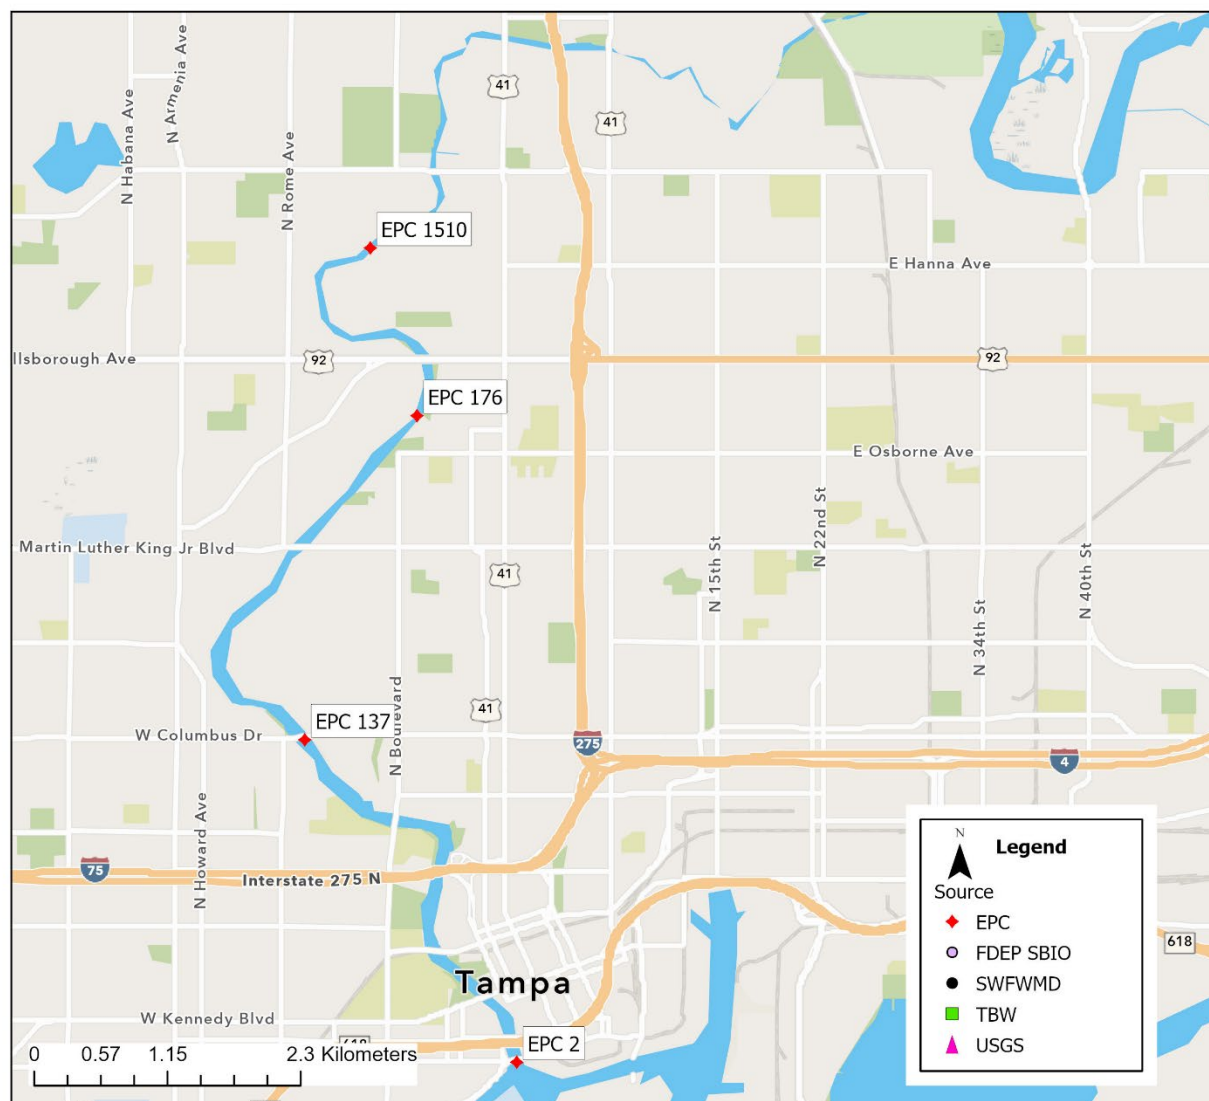 N Habana Ave
N Armenia Ave
N Rome Ave
41
41
EPC 1510
E Hanna Ave
llsborough Ave
92
92
EPC 176
E Osborne Ave
N 22nd St
Martin Luther King Jr Blvd
41
N 15th St
N 40th St
N 34th St
EPC 137
41
N Boulevard
W Columbus Dr
275
4
N Howard Ave
75
Interstate 275 N
N
Legend
Source
EPC
FDEP SBIO
SWFWMD
TBW
USGS
618
Tampa
W Kennedy Blvd
618
EPC 2
0 0.57 1.15 2.3 Kilometers